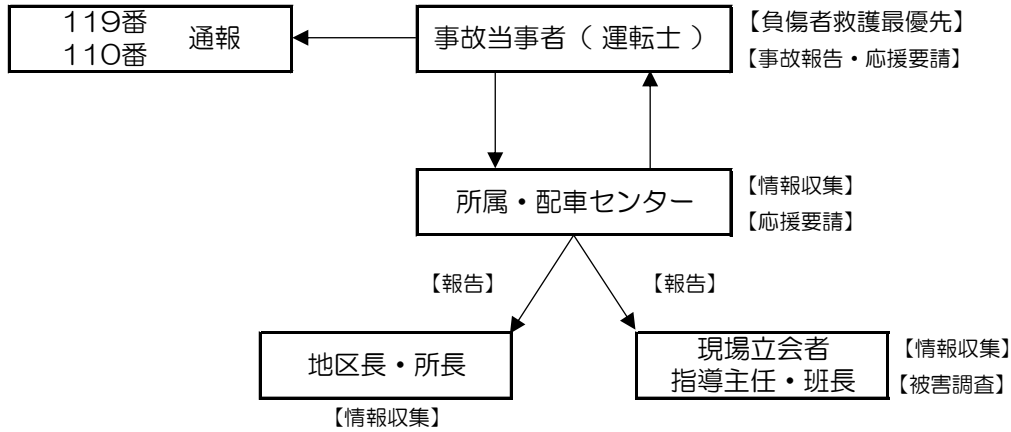 119番
110番
通報
事故当事者（ 運転士 ）
【負傷者救護最優先】
【事故報告・応援要請】
所属・配車センター
【情報収集】
【応援要請】
【報告】
【報告】
地区長・所長
【情報収集】
現場立会者
指導主任・班長
【情報収集】
【被害調査】